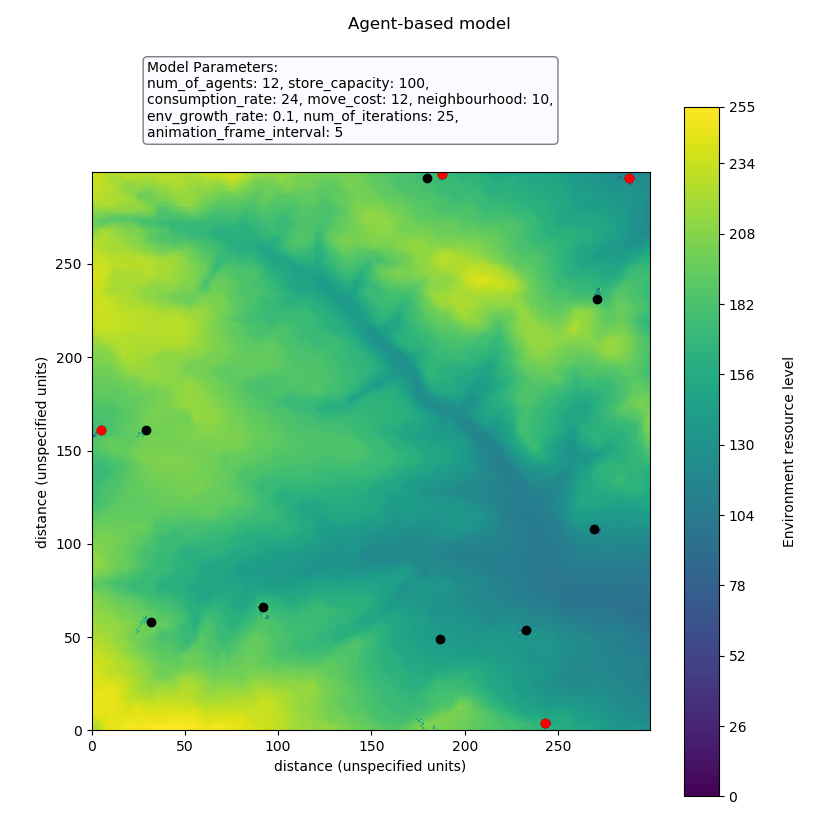 Agent-based model
Model Parameters:
num_of_agents: 12, store_capacity: 100,
consumption_rate: 24, move_cost: 12, neighbourhood: 10,
env_growth_rate: 0.1, num_of_iterations: 25,
animation_frame_interval: 5
250
200
150
100
50
0
distance (unspecified units)
0 50 100 150 200 250
distance (unspecified units)
255
234
208
182
156
130
104
78
52
26
0
Environment resource level